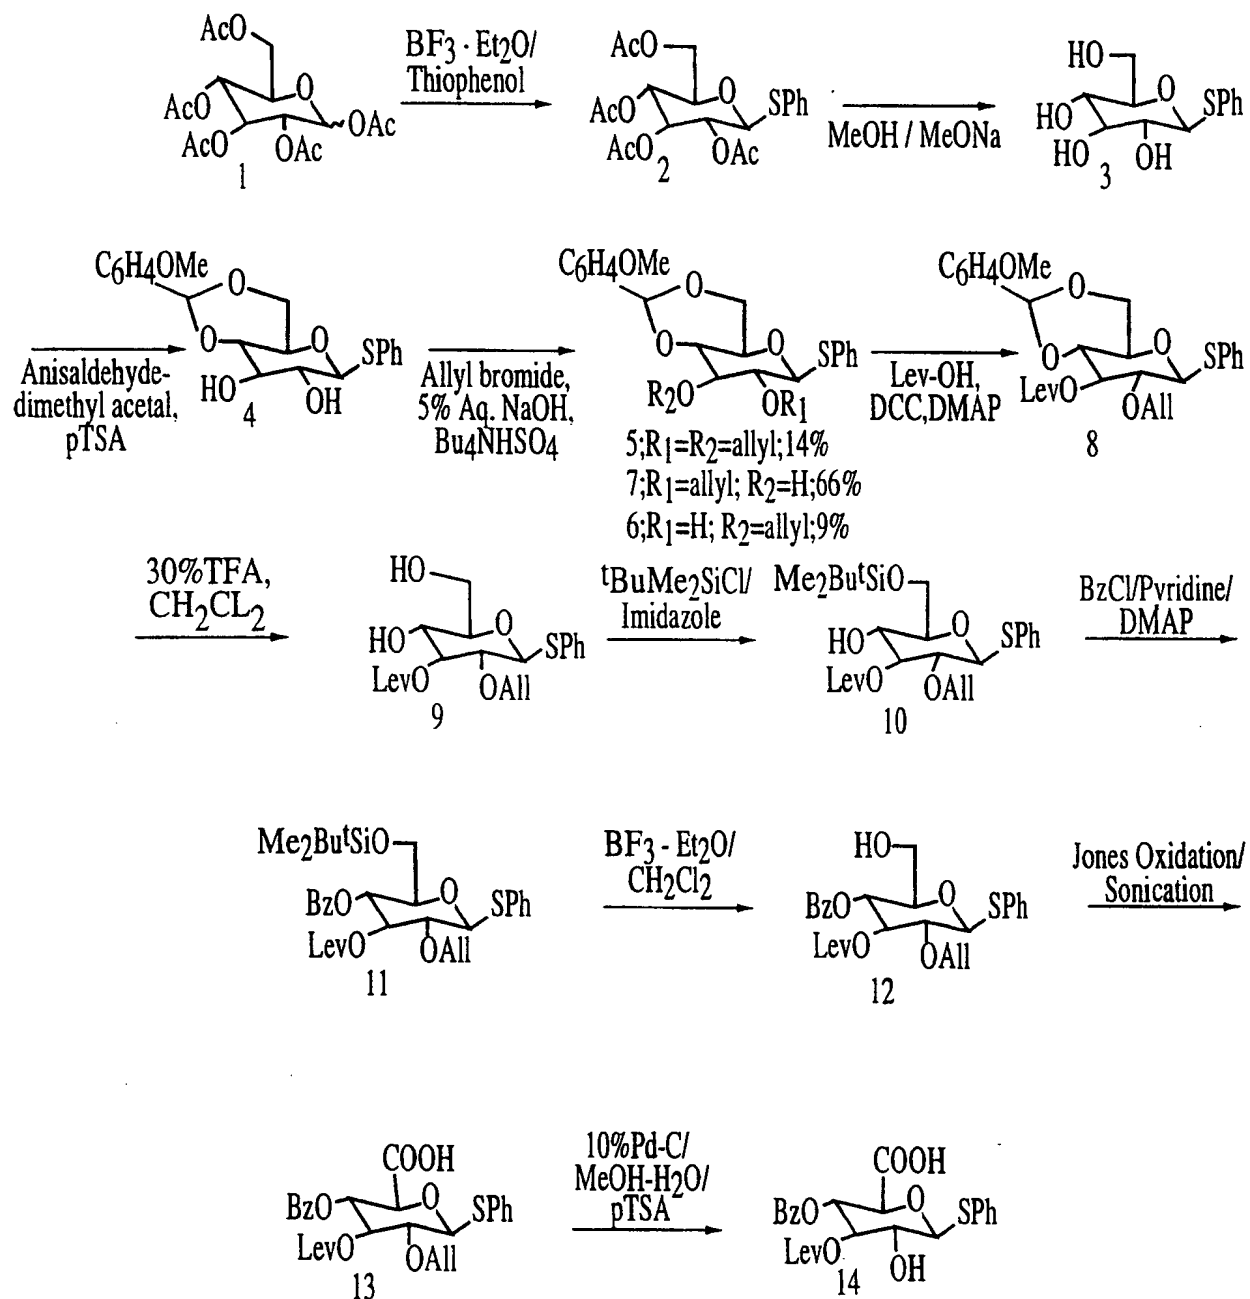 AcO
O
AcO
AcO
OAc
OAc
1
BF3 · Et2O/
Thiophenol
AcO
O
SPh
AcO
AcO
OAc
2
MeOH / MeONa
HO
O
SPh
HO
HO
OH
3
Anisaldehyde-
dimethyl acetal,
pTSA
C6H4OMe
O
O
O
SPh
HO
OH
4
Allyl bromide,
5% Aq. NaOH,
Bu4NHSO4
C6H4OMe
O
O
O
SPh
R2O
OR1
5;R1=R2=allyl;14%
7;R1=allyl; R2=H;66%
6;R1=H; R2=allyl;9%
Lev-OH,
DCC,DMAP
C6H4OMe
O
O
O
SPh
LevO
OAll
8
30%TFA,
CH2CL2
HO
O
SPh
HO
LevO
OAll
9
tBuMe2SiCl/
Imidazole
Me2ButSiO
O
SPh
HO
LevO
OAll
10
BzCl/Pyridine/
DMAP
Me2ButSiO
O
SPh
BzO
LevO
OAll
11
BF3 - Et2O/
CH2Cl2
HO
O
SPh
BzO
LevO
OAll
12
Jones Oxidation/
Sonication
COOH
O
SPh
BzO
LevO
OAll
13
10%Pd-C/
MeOH-H2O/
pTSA
COOH
O
SPh
BzO
LevO
OH
14